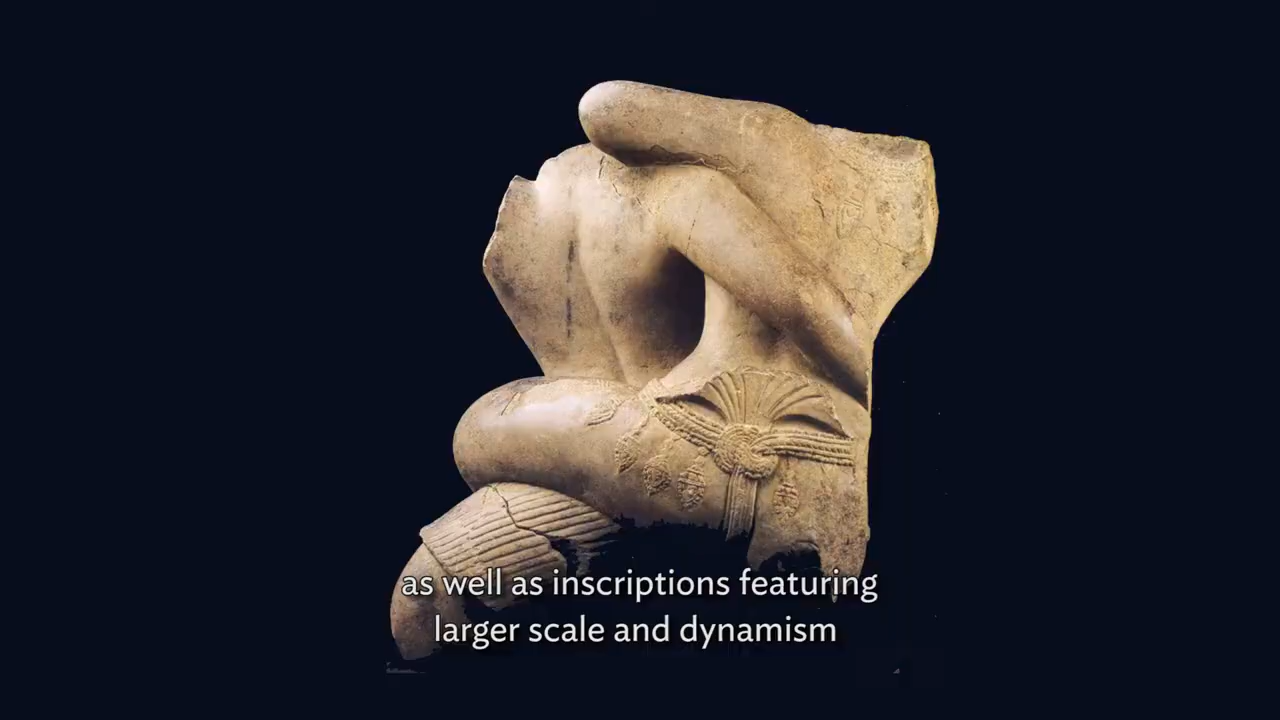 as well as inscriptions featuring
larger scale and dynamism